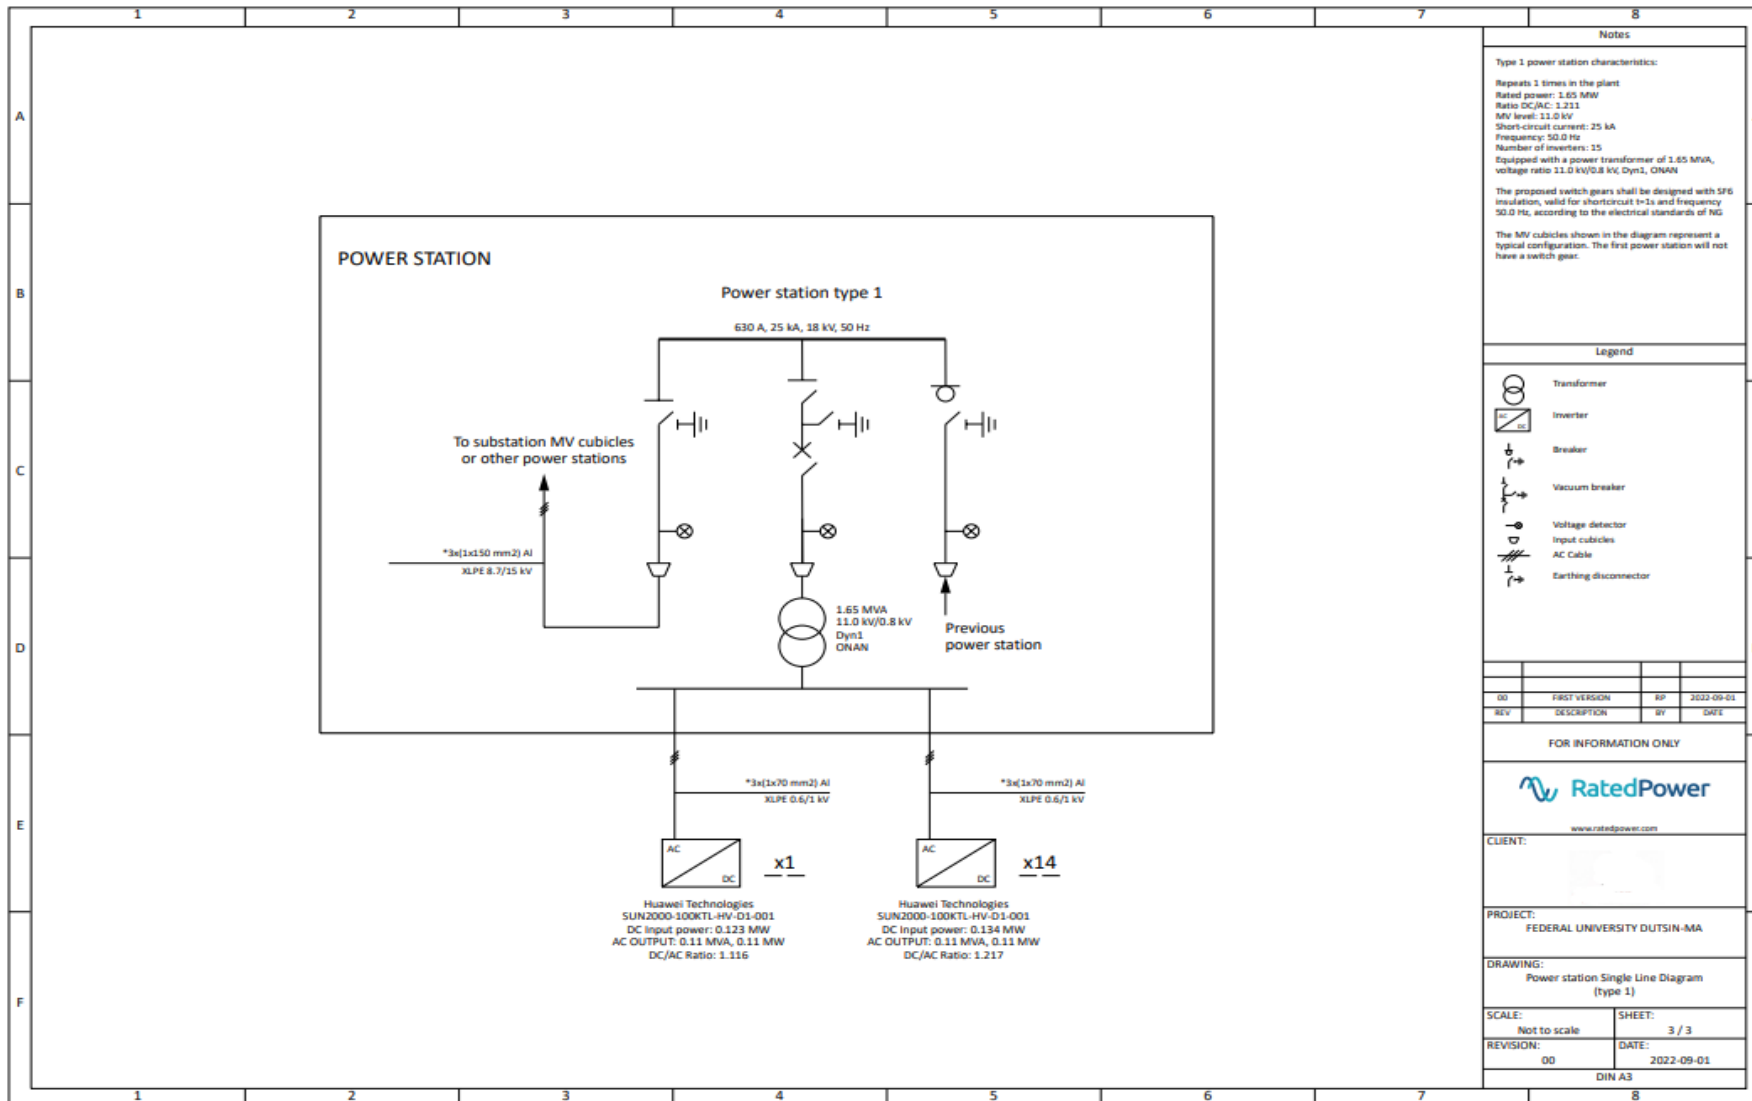 1 2 3 4 5 6 7 8
A
B
C
D
E
F
POWER STATION
Power station type 1
630 A, 25 kA, 18 kV, 50 Hz
To substation MV cubicles
or other power stations
*3x(1x150 mm2) Al
XLPE 8.7/15 kV
1.65 MVA
11.0 kV/0.8 kV
Dyn1
ONAN
Previous
power station
*3x(1x70 mm2) Al
XLPE 0.6/1 kV
*3x(1x70 mm2) Al
XLPE 0.6/1 kV
AC
DC
x1
AC
DC
x14
Huawei Technologies
SUN2000-100KTL-HV-D1-001
DC Input power: 0.123 MW
AC OUTPUT: 0.11 MVA, 0.11 MW
DC/AC Ratio: 1.116
Huawei Technologies
SUN2000-100KTL-HV-D1-001
DC Input power: 0.134 MW
AC OUTPUT: 0.11 MVA, 0.11 MW
DC/AC Ratio: 1.217
Notes
Type 1 power station characteristics:
Repeats 1 times in the plant
Rated power: 1.65 MW
Ratio DC/AC: 1.211
MV level: 11.0 kV
Short-circuit current: 25 kA
Frequency: 50.0 Hz
Number of inverters: 15
Equipped with a power transformer of 1.65 MVA,
voltage ratio 11.0 kV/0.8 kV, Dyn1, ONAN
The proposed switch gears shall be designed with SF6
insulation, valid for shortcircuit t=1s and frequency
50.0 Hz, according to the electrical standards of NG
The MV cubicles shown in the diagram represent a
typical configuration. The first power station will not
have a switch gear.
Legend
Transformer
AC
DC
Inverter
Breaker
Vacuum breaker
Voltage detector
Input cubicles
AC Cable
Earthing disconnector
00 FIRST VERSION RP 2022-09-01
REV DESCRIPTION BY DATE
FOR INFORMATION ONLY
RatedPower
www.ratedpower.com
CLIENT:
PROJECT:
FEDERAL UNIVERSITY DUTSIN-MA
DRAWING:
Power station Single Line Diagram
(type 1)
SCALE:
Not to scale
SHEET:
3 / 3
REVISION:
00
DATE:
2022-09-01
DIN A3
1 2 3 4 5 6 7 8